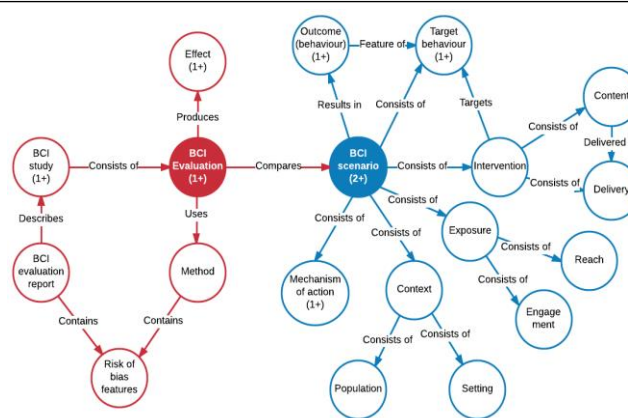 Outcome
(behaviour)
(1+)
Feature of
Target
behaviour
(1+)
Effect
(1+)
Content
Produces
Results in
Consists of
Targets
Consists of
Delivered
BCI
study
(1+)
Consists of
BCI
Evaluation
(1+)
Compares
BCI
scenario
(2+)
Consists of
Intervention
Consists of
Delivery
Describes
Uses
Consists of
Consists of
Consists of
Exposure
Consists of
Reach
BCI
evaluation
report
Method
Mechanism
of action
(1+)
Context
Consists of
Engage
ment
Contains
Contains
Consists of
Consists of
Risk of
bias
features
Population
Setting